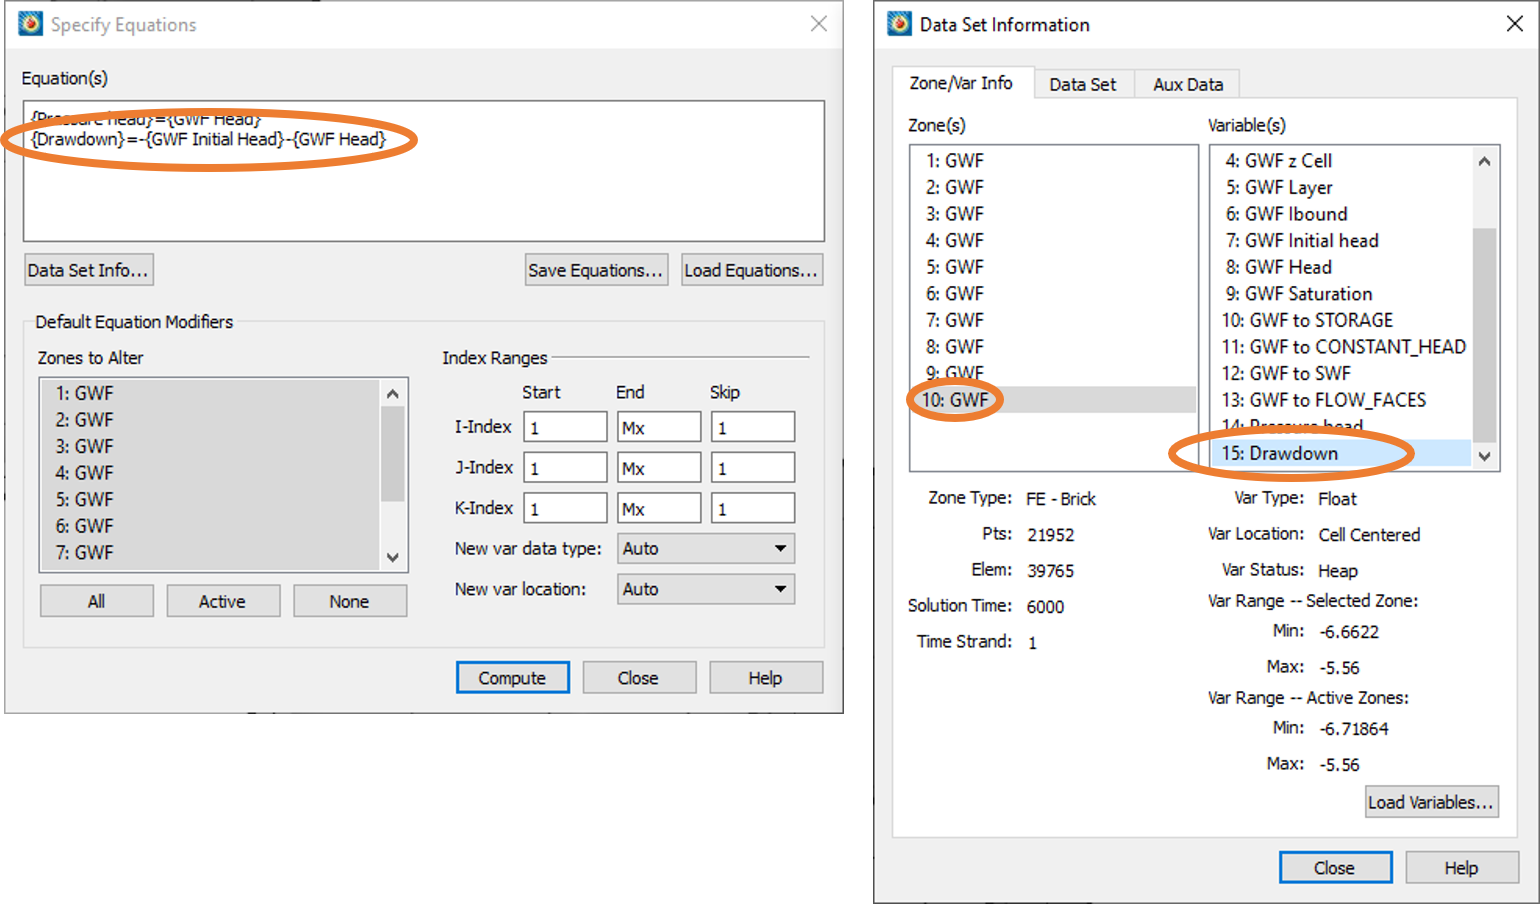 Specify Equations
Equation(s)
{Pressure head}={GWF Head}
{Drawdown}=-{GWF Initial Head}-{GWF Head}
Data Set Info...
Save Equations...
Load Equations...
Default Equation Modifiers
Zones to Alter
1: GWF
2: GWF
3: GWF
4: GWF
5: GWF
6: GWF
7: GWF
All
Active
None
Index Ranges
Start End Skip
I-Index 1 Mx 1
J-Index 1 Mx 1
K-Index 1 Mx 1
New var data type: Auto
New var location: Auto
Compute
Close
Help
Data Set Information
Zone/Var Info
Data Set
Aux Data
Zone(s)
1: GWF
2: GWF
3: GWF
4: GWF
5: GWF
6: GWF
7: GWF
8: GWF
9: GWF
10: GWF
Variable(s)
4: GWF z Cell
5: GWF Layer
6: GWF Ibound
7: GWF Initial head
8: GWF Head
9: GWF Saturation
10: GWF to STORAGE
11: GWF to CONSTANT_HEAD
12: GWF to SWF
13: GWF to FLOW_FACES
14: Pressure head
15: Drawdown
Zone Type: FE - Brick
Pts: 21952
Elem: 39765
Solution Time: 6000
Time Strand: 1
Var Type: Float
Var Location: Cell Centered
Var Status: Heap
Var Range -- Selected Zone:
Min: -6.6622
Max: -5.56
Var Range -- Active Zones:
Min: -6.71864
Max: -5.56
Load Variables...
Close
Help